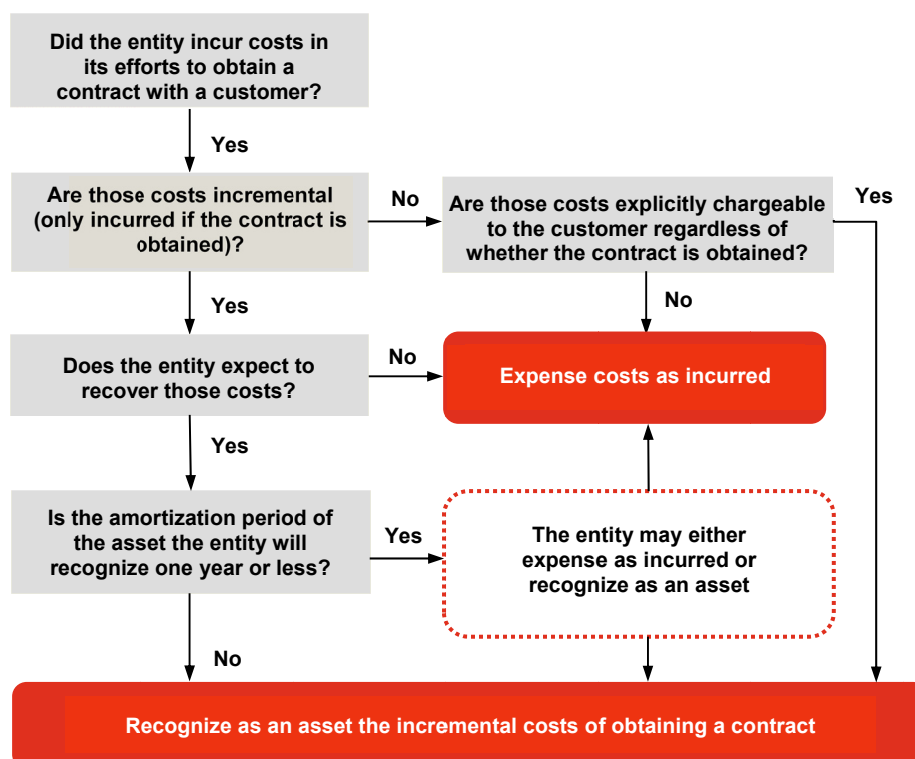 Did the entity incur costs in
its efforts to obtain a
contract with a customer?
Yes
Are those costs incremental
(only incurred if the contract is
obtained)?
No
Are those costs explicitly chargeable
to the customer regardless of
whether the contract is obtained?
Yes
Yes
No
Does the entity expect to
recover those costs?
No
Expense costs as incurred
Yes
Is the amortization period of
the asset the entity will
recognize one year or less?
Yes
The entity may either
expense as incurred or
recognize as an asset
No
Recognize as an asset the incremental costs of obtaining a contract